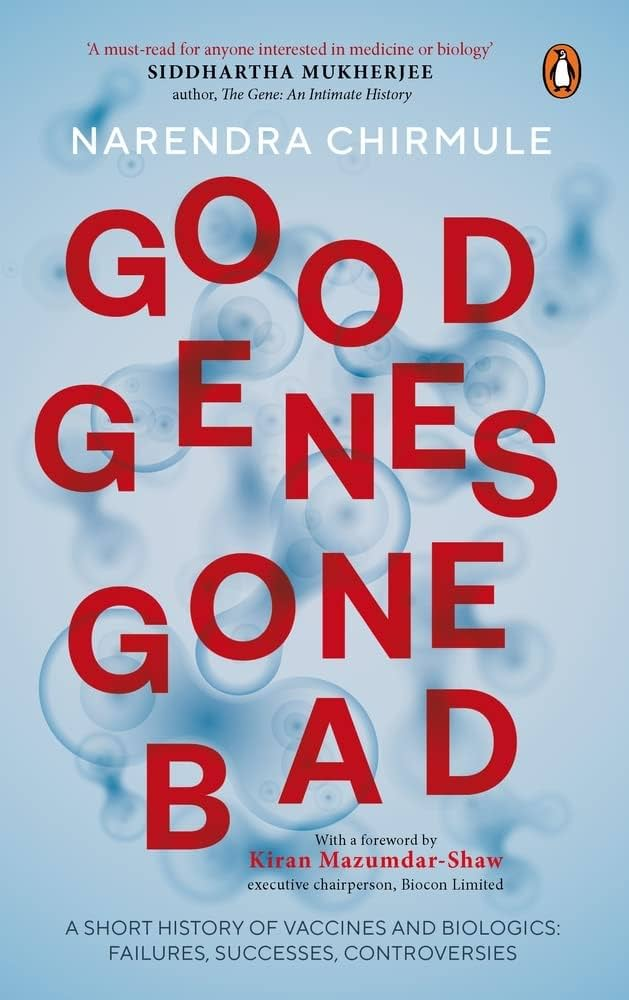 'A must-read for anyone interested in medicine or biology'
SIDDHARTHA MUKHERJEE
author, The Gene: An Intimate History
NARENDRA CHIRMULE
GOOD
GENES
GONE
BAD
With a foreword by
Kiran Mazumdar-Shaw
executive chairperson, Biocon Limited
A SHORT HISTORY OF VACCINES AND BIOLOGICS:
FAILURES, SUCCESSES, CONTROVERSIES